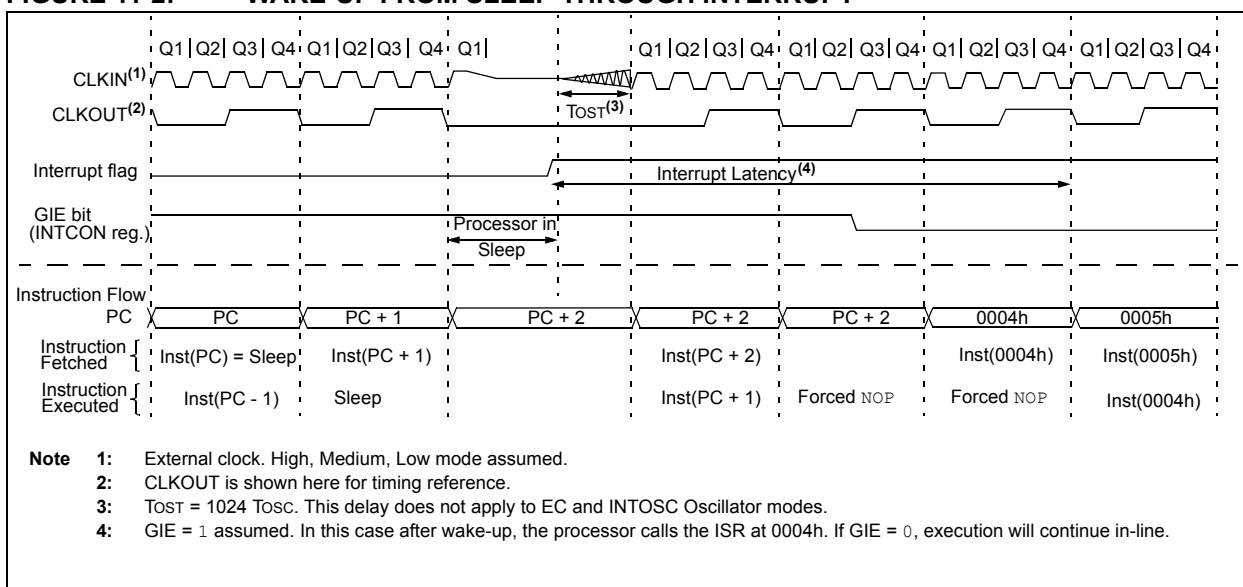 FIGURE 11-2: WAKE-UP FROM SLEEP THROUGH INTERRUPT
Q1 Q2 Q3 Q4 Q1 Q2 Q3 Q4 Q1 Q1 Q2 Q3 Q4 Q1 Q2 Q3 Q4 Q1 Q2 Q3 Q4 Q1 Q2 Q3 Q4
CLKIN(1)
CLKOUT(2)
TOST(3)
Interrupt flag
Interrupt Latency(4)
GIE bit
(INTCON reg.)
Processor in
Sleep
Instruction Flow
PC PC PC + 1 PC + 2 PC + 2 PC + 2 0004h 0005h
Instruction
Fetched
Inst(PC) = Sleep Inst(PC + 1) Inst(PC + 2) Inst(0004h) Inst(0005h)
Instruction
Executed
Inst(PC - 1) Sleep Inst(PC + 1) Forced NOP Forced NOP Inst(0004h)
Note 1: External clock. High, Medium, Low mode assumed.
2: CLKOUT is shown here for timing reference.
3: TOST = 1024 TOSC. This delay does not apply to EC and INTOSC Oscillator modes.
4: GIE = 1 assumed. In this case after wake-up, the processor calls the ISR at 0004h. If GIE = 0, execution will continue in-line.